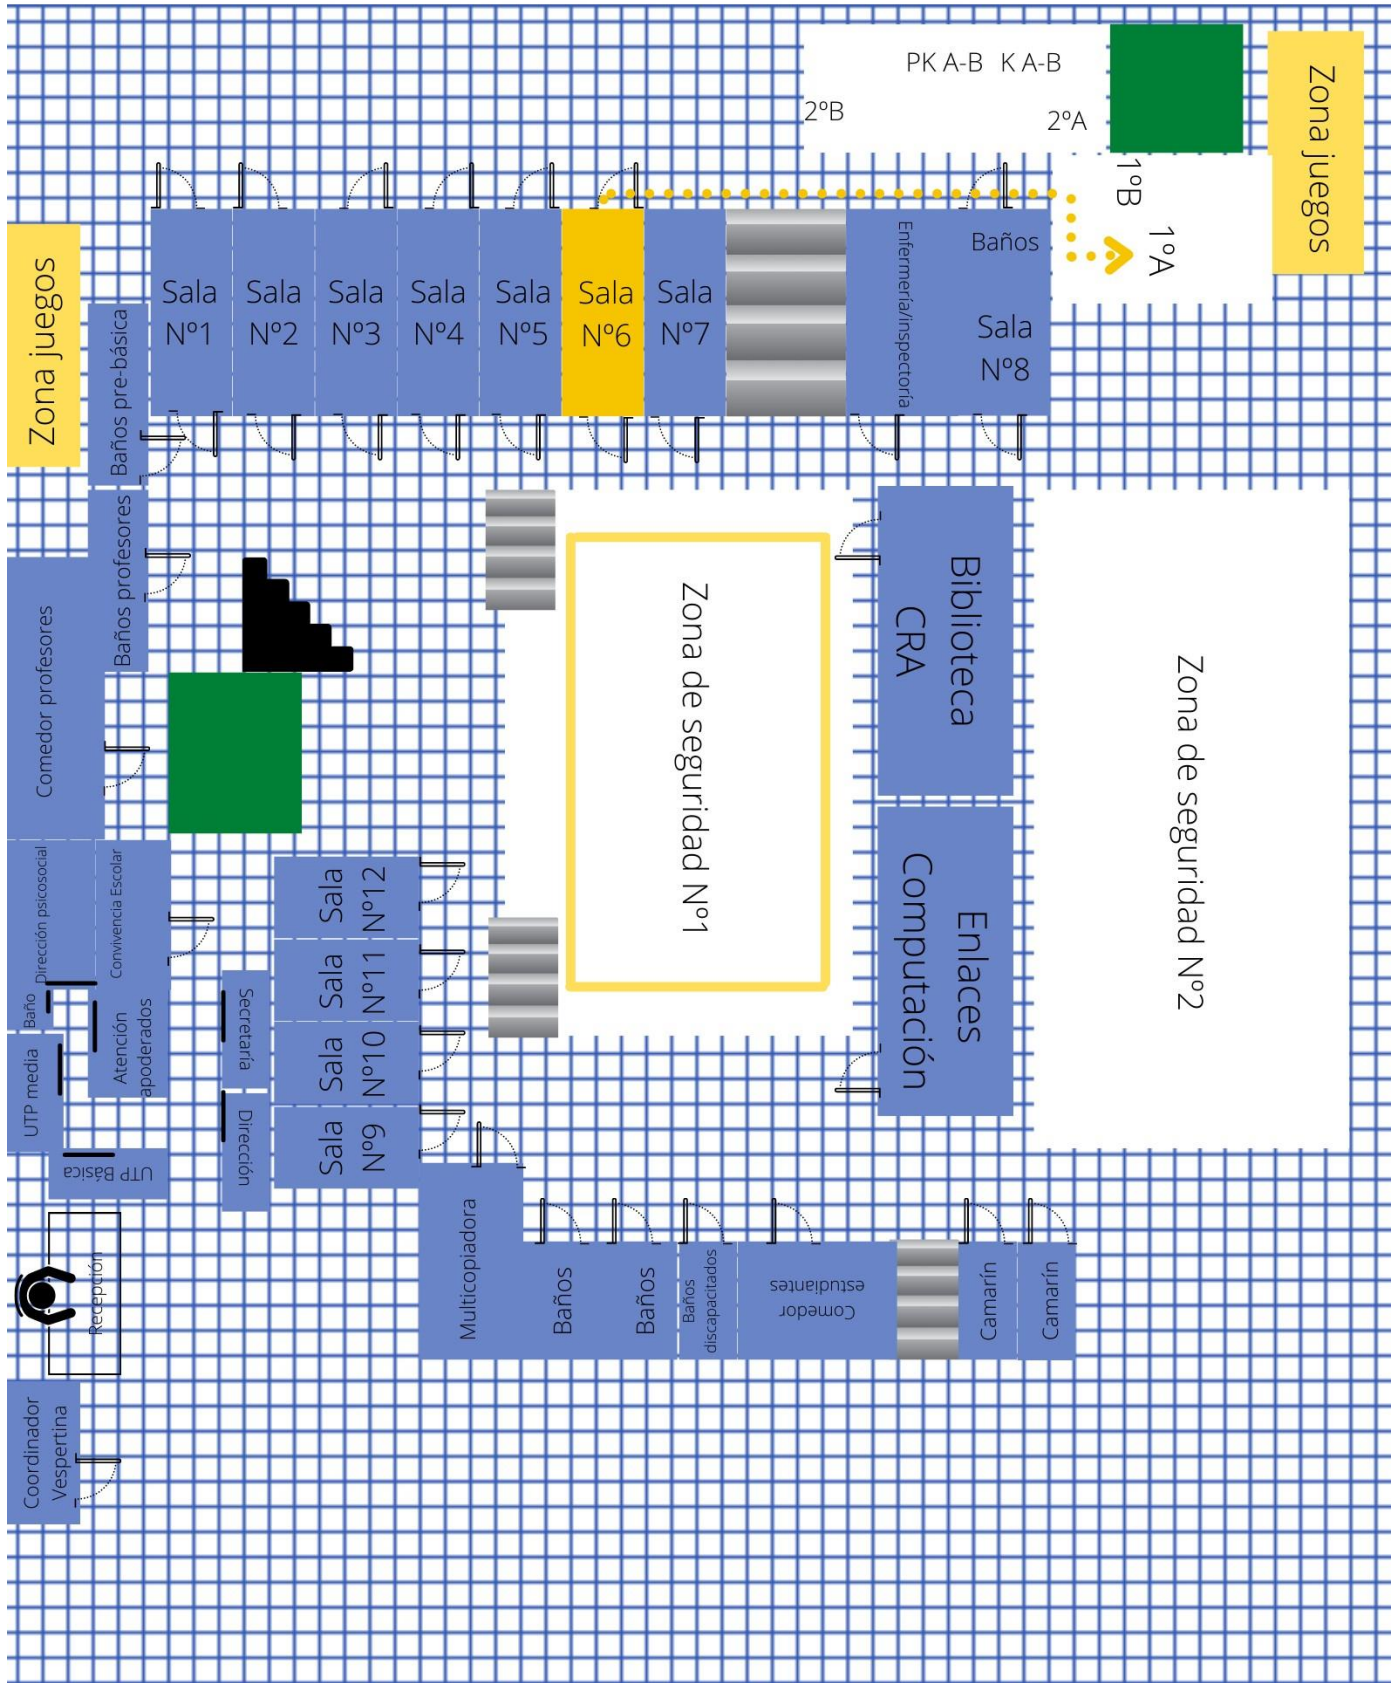 PK A-B K A-B
2ºB
2ºA
Zona juegos
1ºB
1ºA
Zona juegos
Baños pre-básica
Sala
Nº1
Sala
Nº2
Sala
Nº3
Sala
Nº4
Sala
Nº5
Sala
Nº6
Sala
Nº7
Enfermería/inspectoría
Baños
Sala
Nº8
Baños profesores
Comedor profesores
Zona de seguridad Nº1
Biblioteca
CRA
Zona de seguridad Nº2
Enlaces
Computación
Dirección psicosocial
Convivencia Escolar
Sala
Nº12
Sala
Nº11
Sala
Nº10
Sala
Nº9
Baño
Atención
apoderados
Secretaría
UTP media
Dirección
UTP Básica
Recepción
Multicopiadora
Baños
Baños
Baños
discapacitados
Comedor
estudiantes
Camarín
Camarín
Coordinador
Vespertina